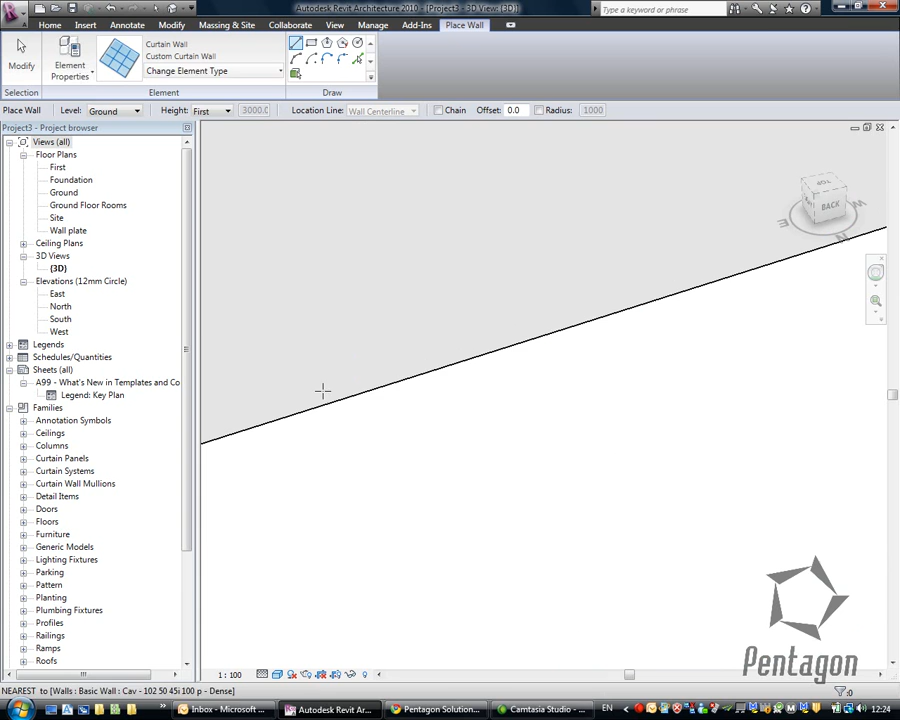 Autodesk Revit Architecture 2010 - [Project3 - 3D View: {3D}]
Type a keyword or phrase
Home Insert Annotate Modify Massing & Site Collaborate View Manage Add-Ins Place Wall
Modify
Element
Properties
Curtain Wall
Custom Curtain Wall
Change Element Type
Selection Element Draw
Place Wall Level: Ground Height: First 3000.0 Location Line: Wall Centerline Chain Offset: 0.0 Radius: 1000
Project3 - Project browser
Views (all)
Floor Plans
First
Foundation
Ground
Ground Floor Rooms
Site
Wall plate
Ceiling Plans
3D Views
{3D}
Elevations (12mm Circle)
East
North
South
West
Legends
Schedules/Quantities
Sheets (all)
A99 - What's New in Templates and Co
Legend: Key Plan
Families
Annotation Symbols
Ceilings
Columns
Curtain Panels
Curtain Systems
Curtain Wall Mullions
Detail Items
Doors
Floors
Furniture
Generic Models
Lighting Fixtures
Parking
Pattern
Planting
Plumbing Fixtures
Profiles
Railings
Ramps
Roofs
TOP
BACK
E
N
W
Pentagon
1 : 100
NEAREST to [Walls : Basic Wall : Cav - 102 50 45i 100 p - Dense]
:0
Inbox - Microsoft ...
Autodesk Revit Ar...
Pentagon Solution...
Camtasia Studio - ...
EN
12:24